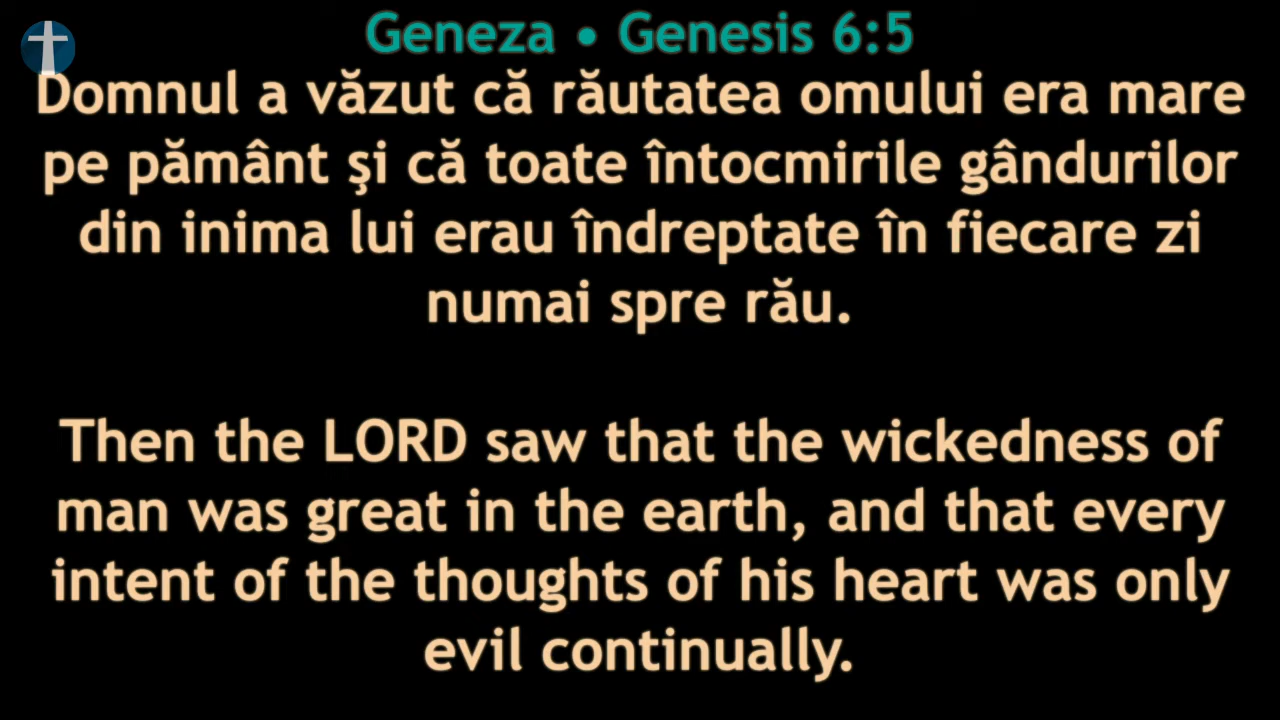 Geneza • Genesis 6:5
Domnul a văzut că răutatea omului era mare
pe pământ şi că toate întocmirile gândurilor
din inima lui erau îndreptate în fiecare zi
numai spre rău.
Then the LORD saw that the wickedness of
man was great in the earth, and that every
intent of the thoughts of his heart was only
evil continually.